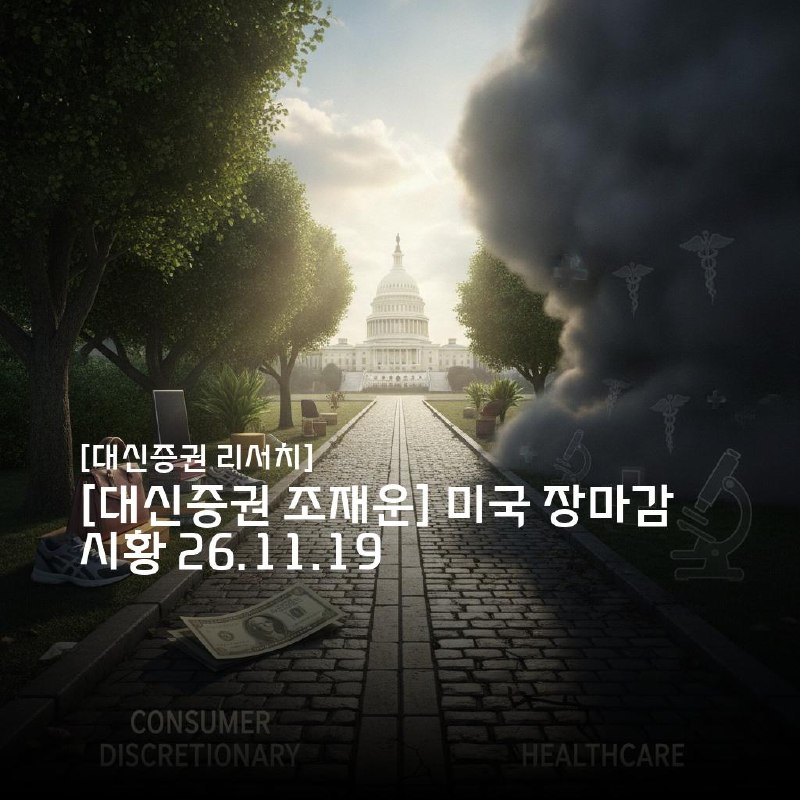 [대신증권 리서치]
[대신증권 조재운] 미국 장마감
시황 26.11.19
CONSUMER
DISCRETIONARY
HEALTHCARE